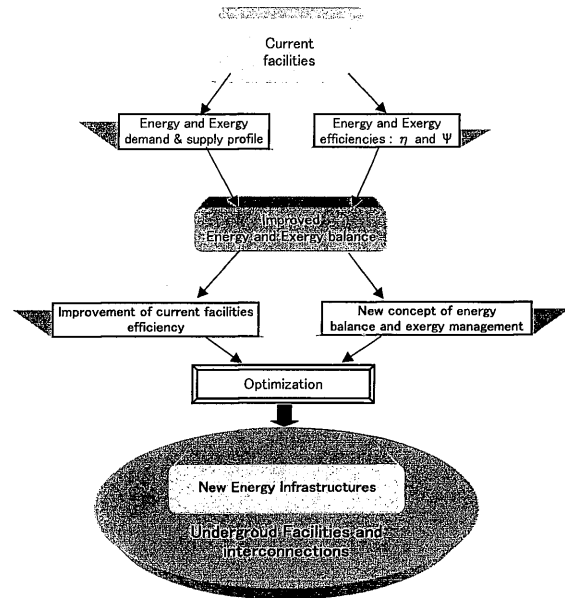 Current
facilities
Energy and Exergy
demand & supply profile
Energy and Exergy
efficiencies : η and Ψ
Improved
Energy and Exergy balance
Improvement of current facilities
efficiency
New concept of energy
balance and exergy management
Optimization
New Energy Infrastructures
Undergroud Facilities and
interconnections